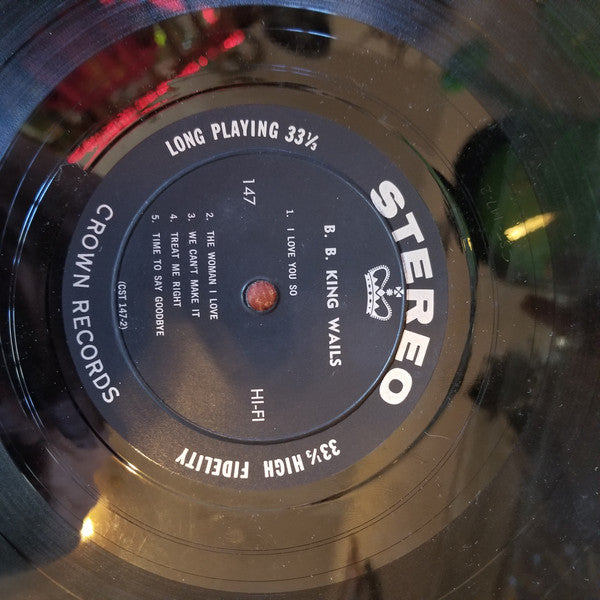 STEREO
B. B. KING WAILS
LONG PLAYING 33⅓
33⅓ HIGH FIDELITY
147
HI-FI
1. I LOVE YOU SO
2. THE WOMAN I LOVE
3. WE CAN'T MAKE IT
4. TREAT ME RIGHT
5. TIME TO SAY GOODBYE
(CST 147-2)
CROWN RECORDS